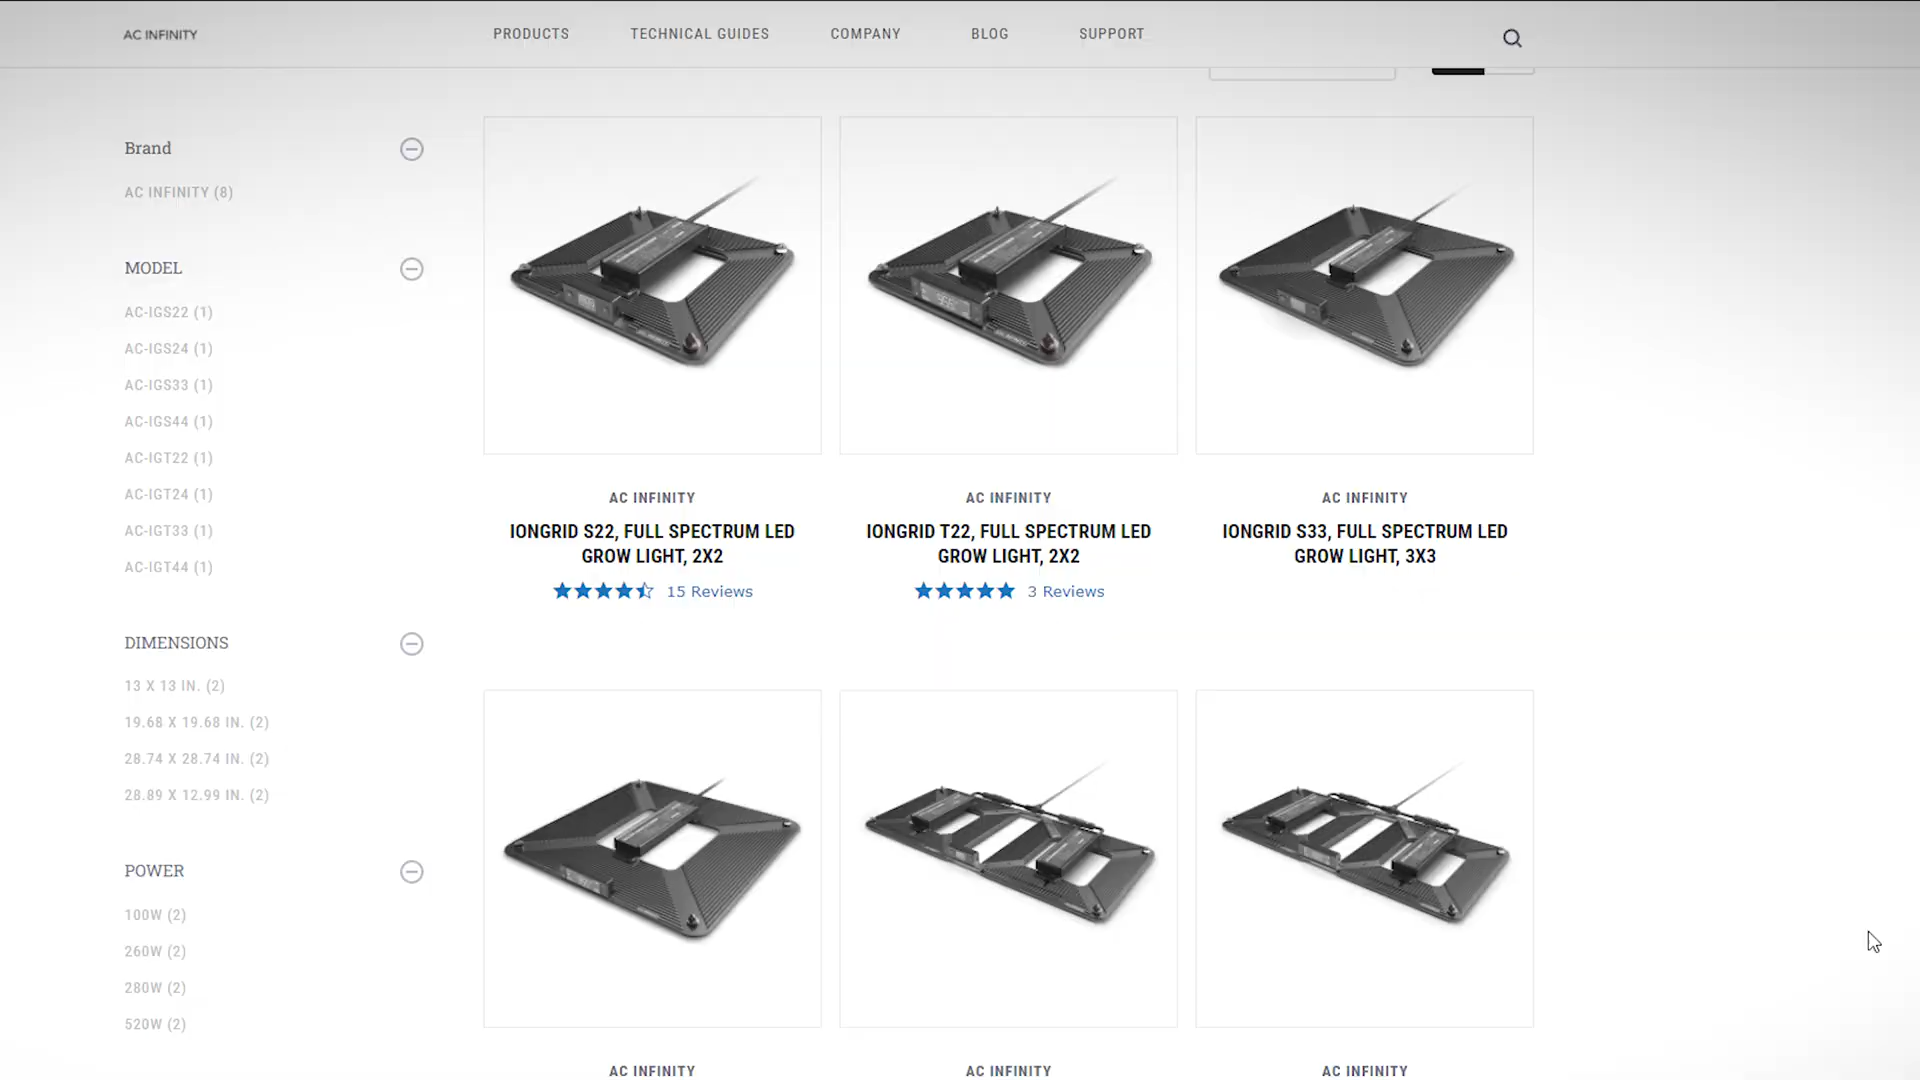 AC INFINITY
PRODUCTS
TECHNICAL GUIDES
COMPANY
BLOG
SUPPORT
Brand
AC INFINITY (8)
MODEL
AC-IGS22 (1)
AC-IGS24 (1)
AC-IGS33 (1)
AC-IGS44 (1)
AC-IGT22 (1)
AC-IGT24 (1)
AC-IGT33 (1)
AC-IGT44 (1)
DIMENSIONS
13 X 13 IN. (2)
19.68 X 19.68 IN. (2)
28.74 X 28.74 IN. (2)
28.89 X 12.99 IN. (2)
POWER
100W (2)
260W (2)
280W (2)
520W (2)
AC INFINITY
IONGRID S22, FULL SPECTRUM LED
GROW LIGHT, 2X2
15 Reviews
AC INFINITY
IONGRID T22, FULL SPECTRUM LED
GROW LIGHT, 2X2
3 Reviews
AC INFINITY
IONGRID S33, FULL SPECTRUM LED
GROW LIGHT, 3X3
AC INFINITY
AC INFINITY
AC INFINITY